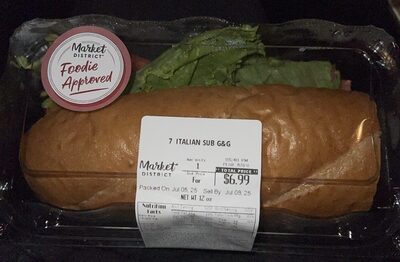 Market
DISTRICT
Foodie
Approved
7 ITALIAN SUB G&G
Market
DISTRICT
1
For
TOTAL PRICE
$6.99
Packed On Jul 05, 25 Sell By Jul 09, 25
NET WT 12 oz
Nutrition
Facts